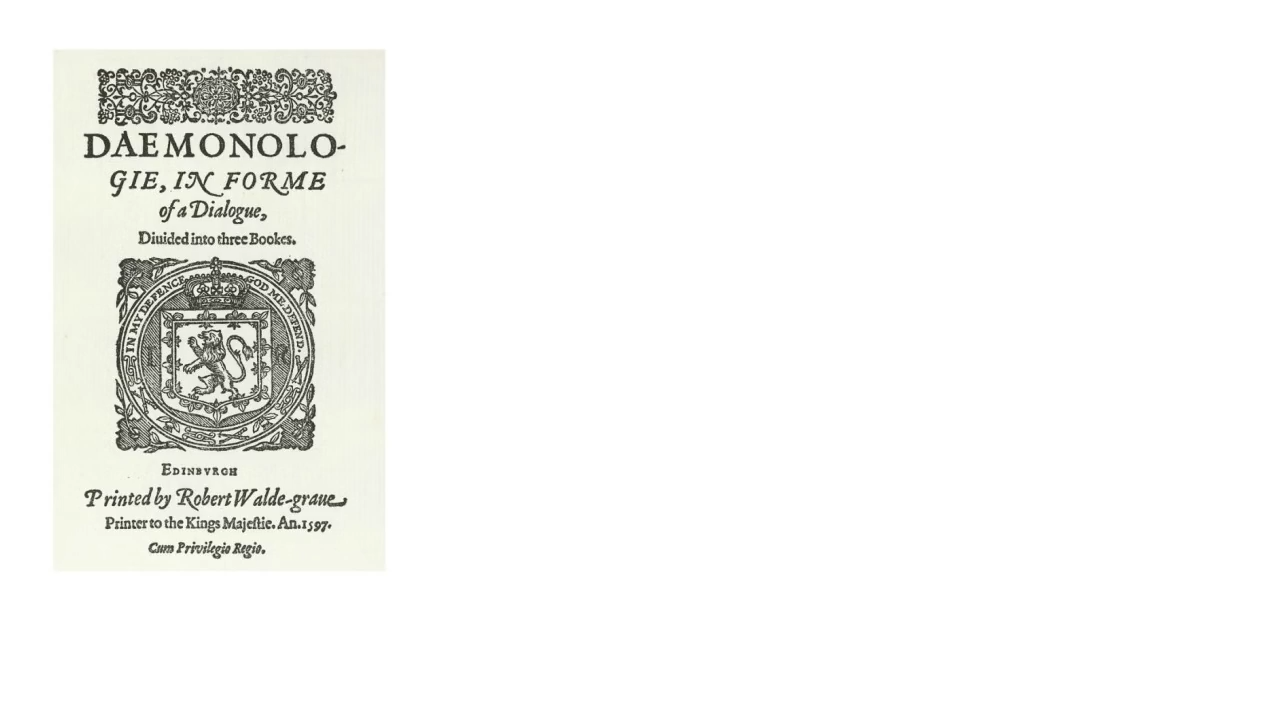 DAEMONOLO-
GIE, IN FORME
of a Dialogue,
Diuided into three Bookes.
IN MY DEFENCE GOD ME DEFEND.
EDINBVRGH
Printed by Robert Walde-graue
Printer to the Kings Majeſtie. An. 1597.
Cum Privilegio Regio.